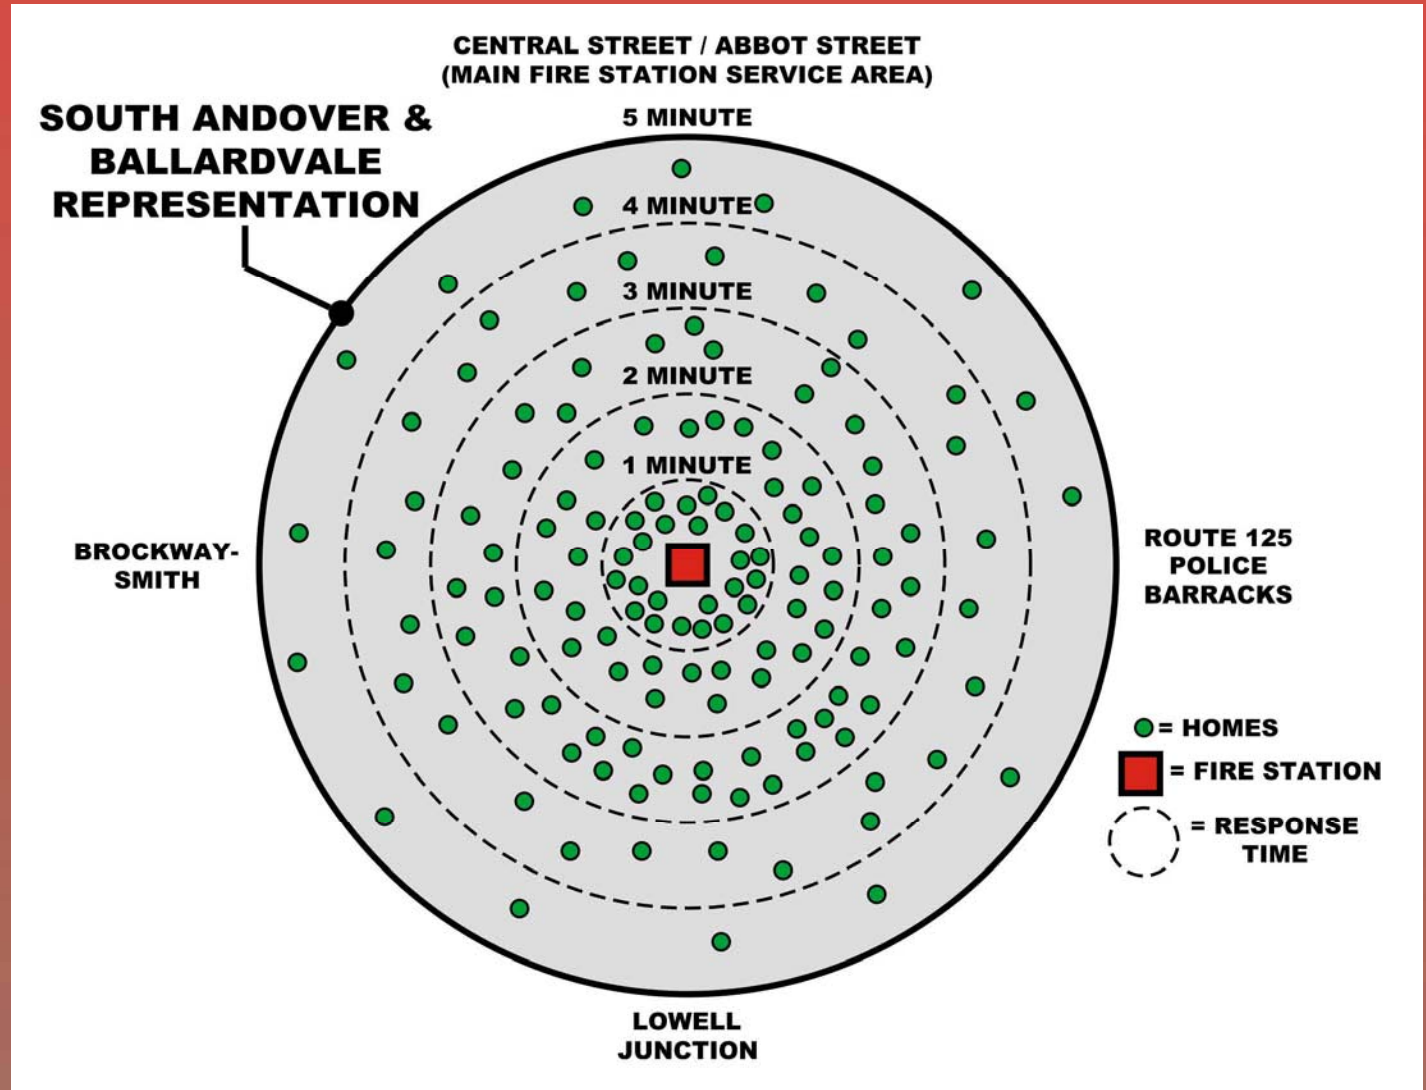 CENTRAL STREET / ABBOT STREET
(MAIN FIRE STATION SERVICE AREA)
5 MINUTE
SOUTH ANDOVER &
BALLARDVALE
REPRESENTATION
4 MINUTE
3 MINUTE
2 MINUTE
1 MINUTE
BROCKWAY-
SMITH
ROUTE 125
POLICE
BARRACKS
= HOMES
= FIRE STATION
= RESPONSE
TIME
LOWELL
JUNCTION